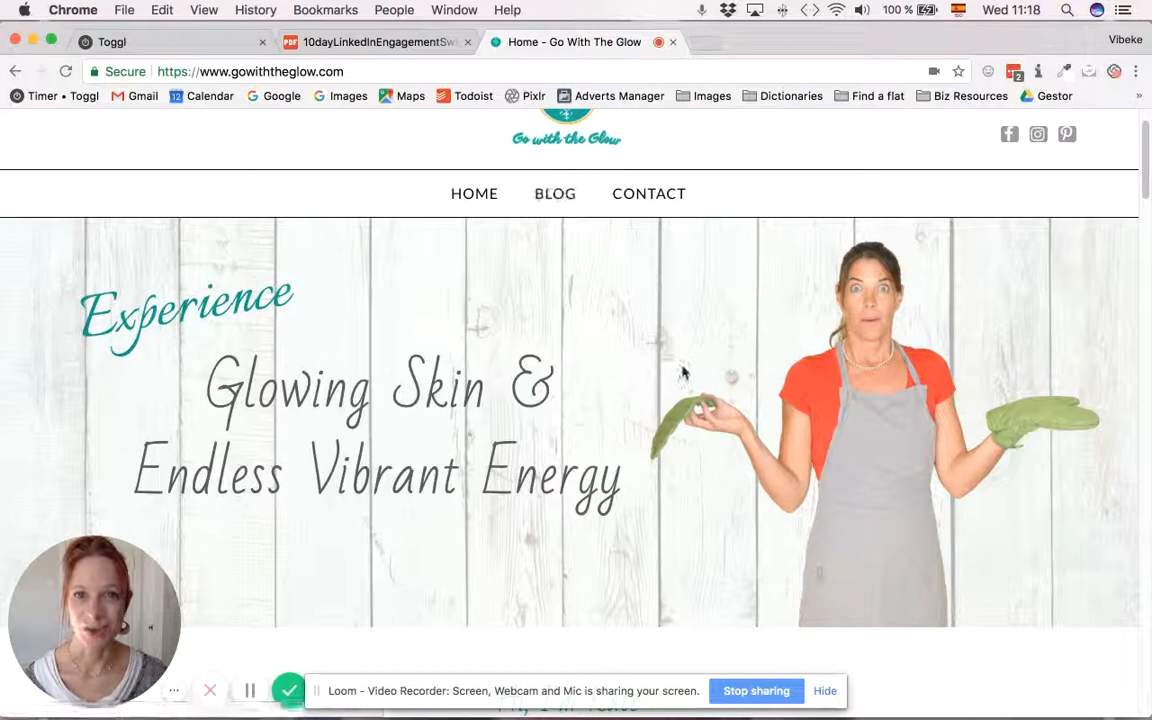 Chrome File Edit View History Bookmarks People Window Help 100 % Wed 11:18
Toggl 10dayLinkedInEngagementSw Home - Go With The Glow Vibeke
Secure https://www.gowiththeglow.com 2
Timer • Toggl Gmail 12 Calendar Google Images Maps Todoist Pixlr Adverts Manager Images Dictionaries Find a flat Biz Resources Gestor »
Go with the Glow
HOME BLOG CONTACT
Experience
Glowing Skin &
Endless Vibrant Energy
Loom - Video Recorder: Screen, Webcam and Mic is sharing your screen. Stop sharing Hide